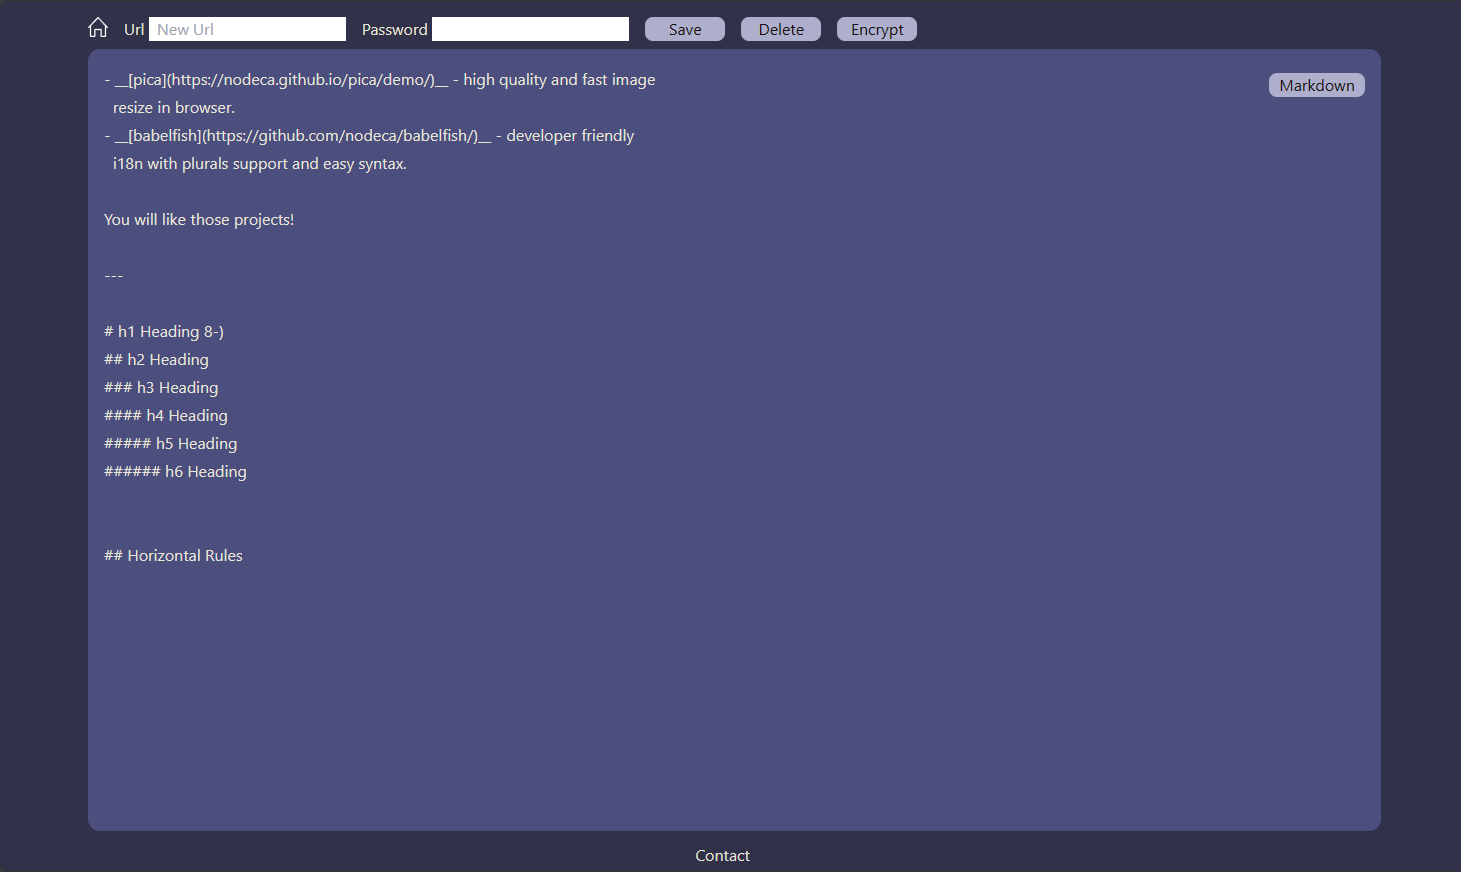 Url New Url Password Save Delete Encrypt
- __[pica](https://nodeca.github.io/pica/demo/)__ - high quality and fast image
Markdown
resize in browser.
- __[babelfish](https://github.com/nodeca/babelfish/)__ - developer friendly
i18n with plurals support and easy syntax.
You will like those projects!
---
# h1 Heading 8-)
## h2 Heading
### h3 Heading
#### h4 Heading
##### h5 Heading
###### h6 Heading
## Horizontal Rules
Contact